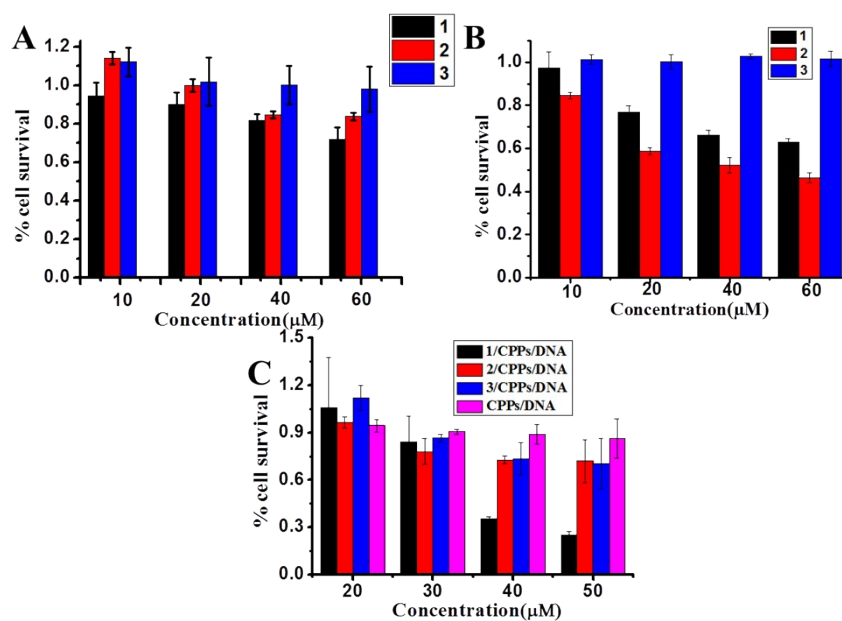 A
1
2
3
1.2
1.0
0.8
0.6
0.4
0.2
0.0
% cell survival
10 20 40 60
Concentration(μM)
B
1
2
3
1.0
0.8
0.6
0.4
0.2
0.0
% cell survival
10 20 40 60
Concentration(μM)
C
1/CPPs/DNA
2/CPPs/DNA
3/CPPs/DNA
CPPs/DNA
1.5
1.2
0.9
0.6
0.3
0.0
% cell survival
20 30 40 50
Concentration(μM)